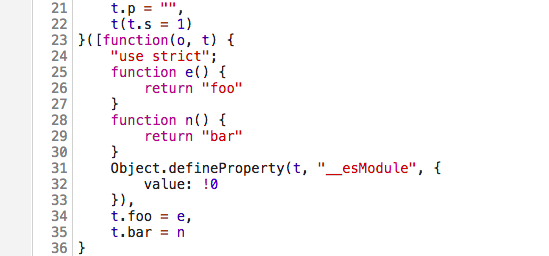 21 t.p = "",
22 t(t.s = 1)
23 }([function(o, t) {
24 "use strict";
25 function e() {
26 return "foo"
27 }
28 function n() {
29 return "bar"
30 }
31 Object.defineProperty(t, "__esModule", {
32 value: !0
33 }),
34 t.foo = e,
35 t.bar = n
36 }